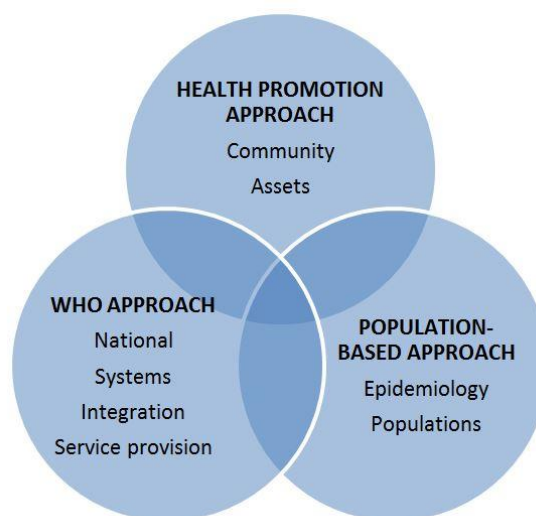 HEALTH PROMOTION
APPROACH
Community
Assets
WHO APPROACH
National
Systems
Integration
Service provision
POPULATION-
BASED APPROACH
Epidemiology
Populations